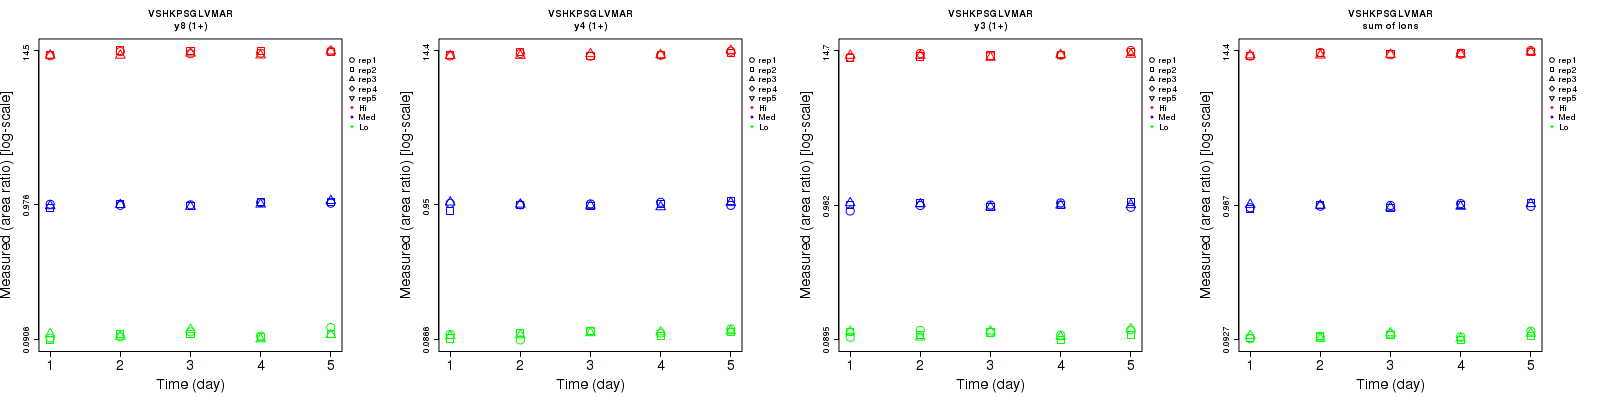 VSHKPSGLVMAR
y8 (1+)
Measured (area ratio) [log-scale]
14.5
0.976
0.0906
1 2 3 4 5
Time (day)
rep1
rep2
rep3
rep4
rep5
Hi
Med
Lo
VSHKPSGLVMAR
y4 (1+)
Measured (area ratio) [log-scale]
14.4
0.95
0.0866
1 2 3 4 5
Time (day)
rep1
rep2
rep3
rep4
rep5
Hi
Med
Lo
VSHKPSGLVMAR
y3 (1+)
Measured (area ratio) [log-scale]
14.7
0.962
0.0895
1 2 3 4 5
Time (day)
rep1
rep2
rep3
rep4
rep5
Hi
Med
Lo
VSHKPSGLVMAR
sum of ions
Measured (area ratio) [log-scale]
14.4
0.967
0.0927
1 2 3 4 5
Time (day)
rep1
rep2
rep3
rep4
rep5
Hi
Med
Lo